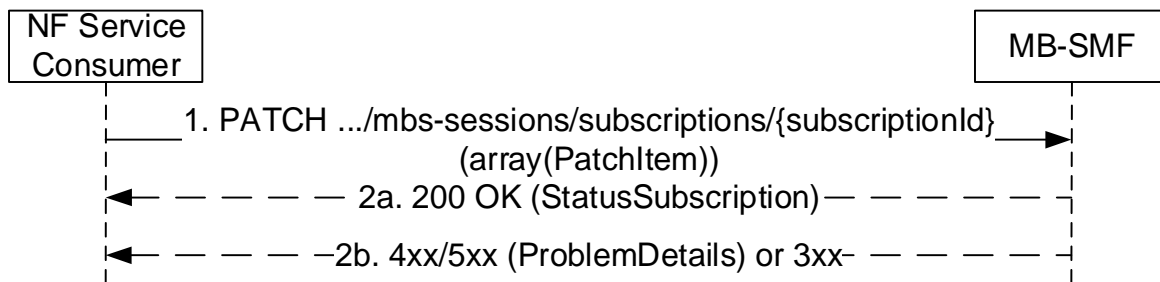 NF Service
Consumer
MB-SMF
1. PATCH .../mbs-sessions/subscriptions/{subscriptionId}
(array(PatchItem))
2a. 200 OK (StatusSubscription)
2b. 4xx/5xx (ProblemDetails) or 3xx